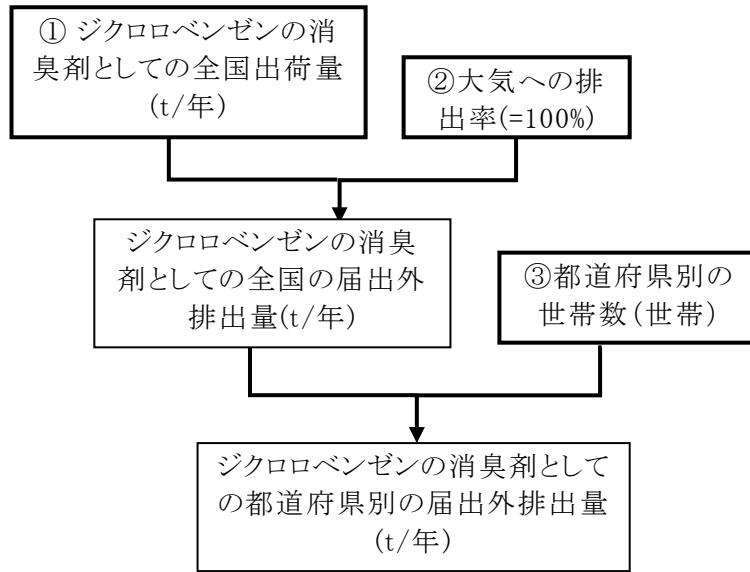 ① ジクロロベンゼンの消
臭剤としての全国出荷量
(t/年)
②大気への排
出率(=100%)
ジクロロベンゼンの消臭
剤としての全国の届出外
排出量(t/年)
③都道府県別の
世帯数(世帯)
ジクロロベンゼンの消臭剤として
の都道府県別の届出外排出量
(t/年)